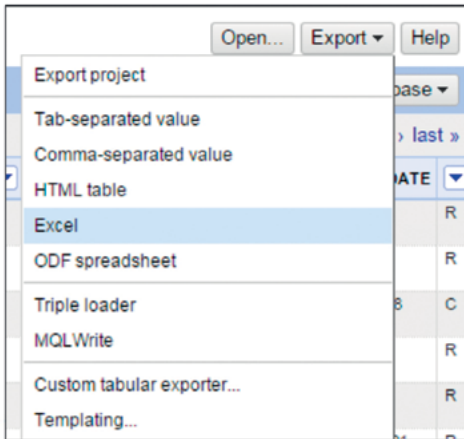 Open... Export Help
Export project
base
Tab-separated value
Comma-separated value
› last »
HTML table
DATE
R
Excel
ODF spreadsheet
R
Triple loader
8 C
MQLWrite
R
Custom tabular exporter...
R
Templating...